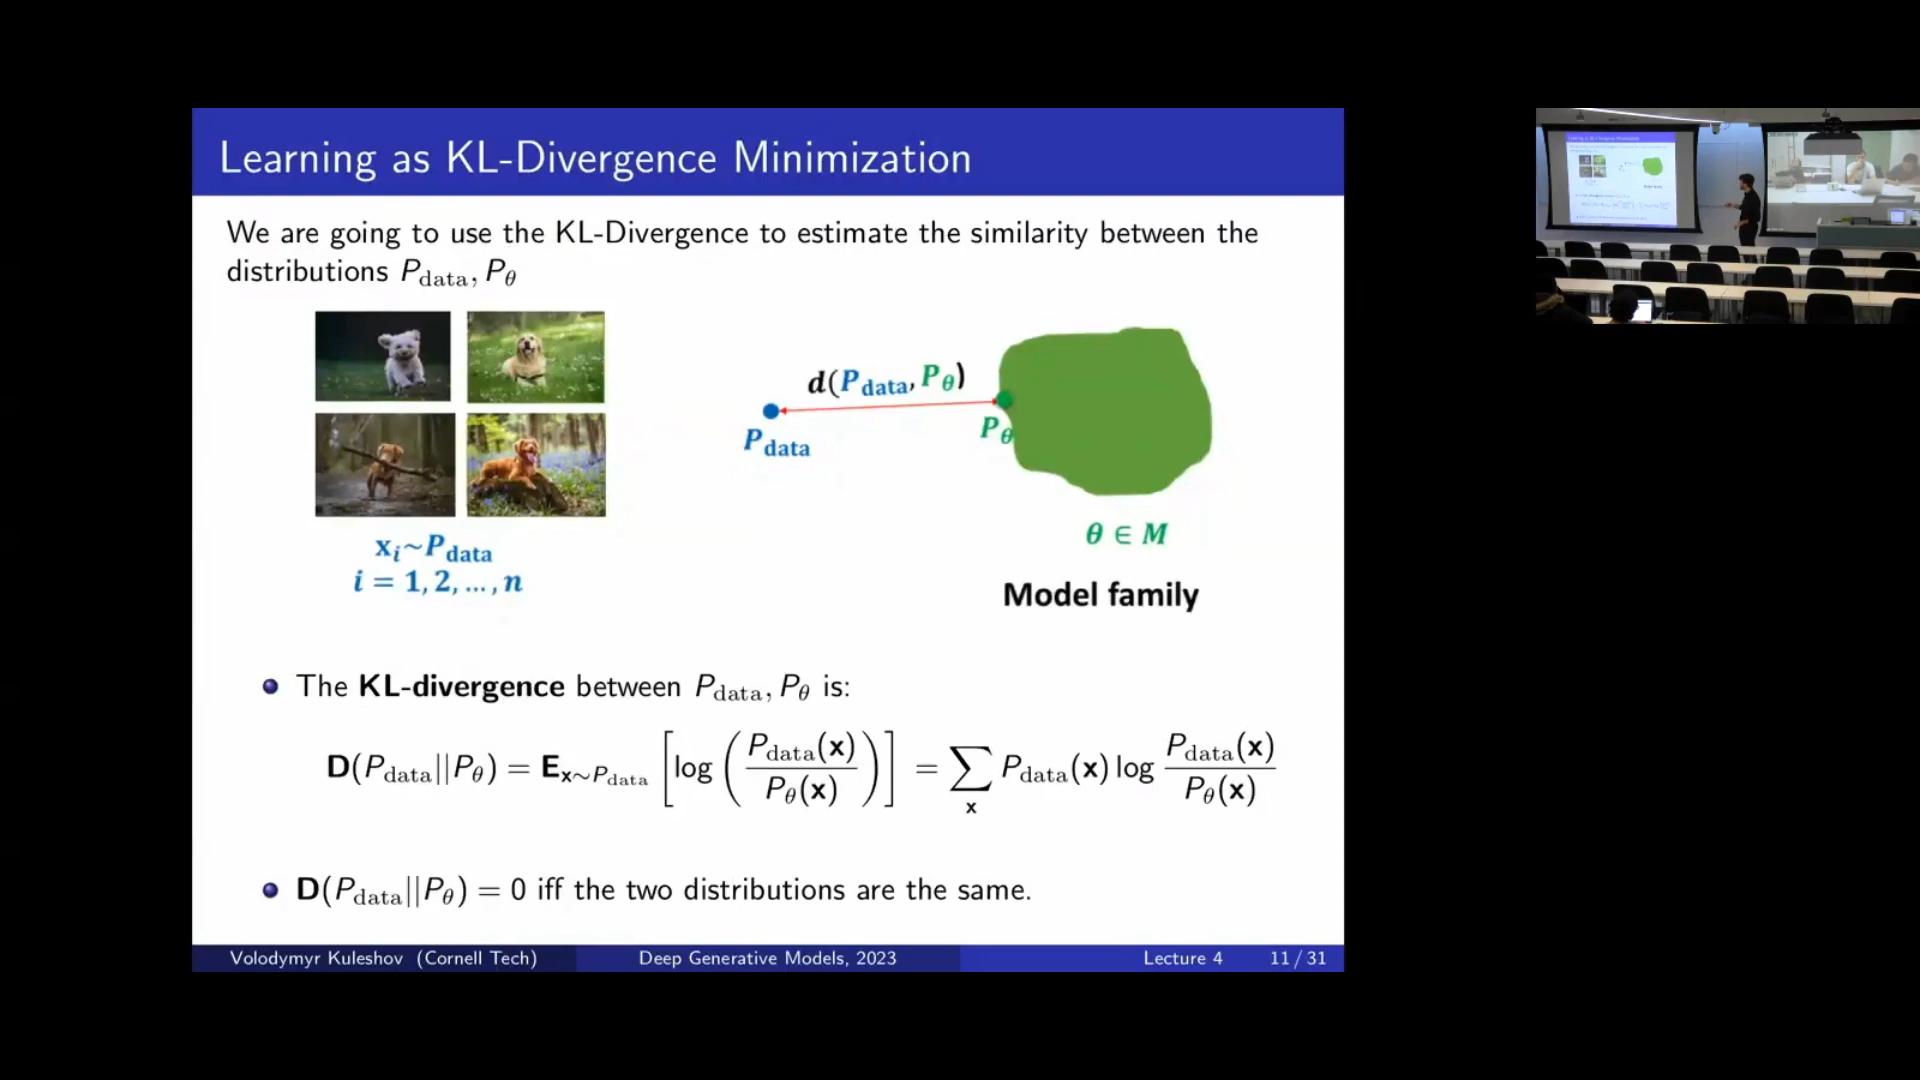 Learning as KL-Divergence Minimization
We are going to use the KL-Divergence to estimate the similarity between the
distributions P_data, P_θ
d(P_data, P_θ)
P_data
P_θ
x_i~P_data
i = 1, 2, ..., n
θ ∈ M
Model family
The KL-divergence between P_data, P_θ is:
D(P_data||P_θ) = E_x∼P_data [log (P_data(x) / P_θ(x))] = ∑_x P_data(x) log P_data(x) / P_θ(x)
D(P_data||P_θ) = 0 iff the two distributions are the same.
Volodymyr Kuleshov (Cornell Tech) Deep Generative Models, 2023 Lecture 4 11 / 31